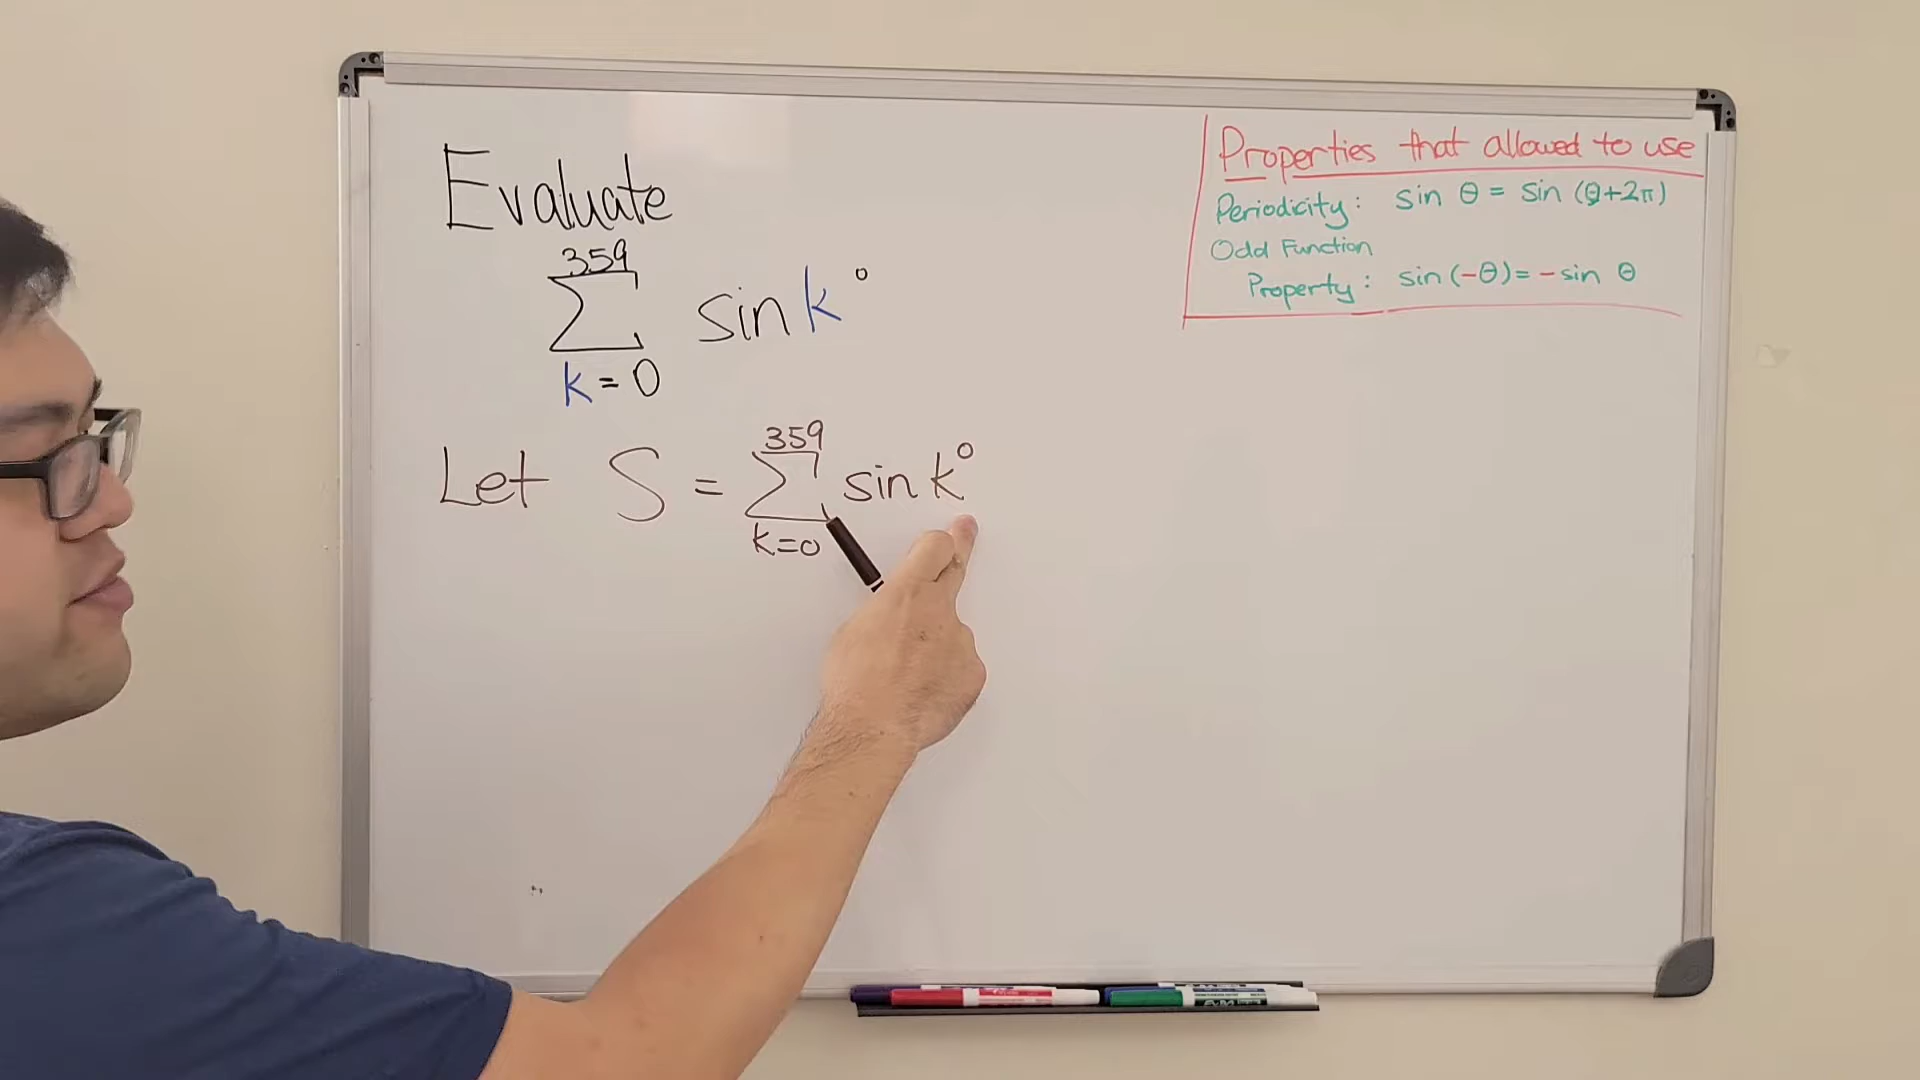 Evaluate
359
Σ sin k°
k = 0
Let S = Σ sin k°
359
k=0
Properties that allowed to use
Periodicity: sin θ = sin (θ+2π)
Odd Function
Property: sin (-θ) = - sin θ
EXPO